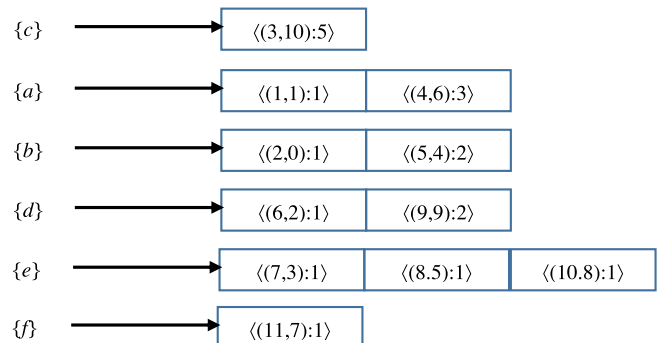 {c} ⟨(3,10):5⟩
{a} ⟨(1,1):1⟩ ⟨(4,6):3⟩
{b} ⟨(2,0):1⟩ ⟨(5,4):2⟩
{d} ⟨(6,2):1⟩ ⟨(9,9):2⟩
{e} ⟨(7,3):1⟩ ⟨(8.5):1⟩ ⟨(10.8):1⟩
{f} ⟨(11,7):1⟩